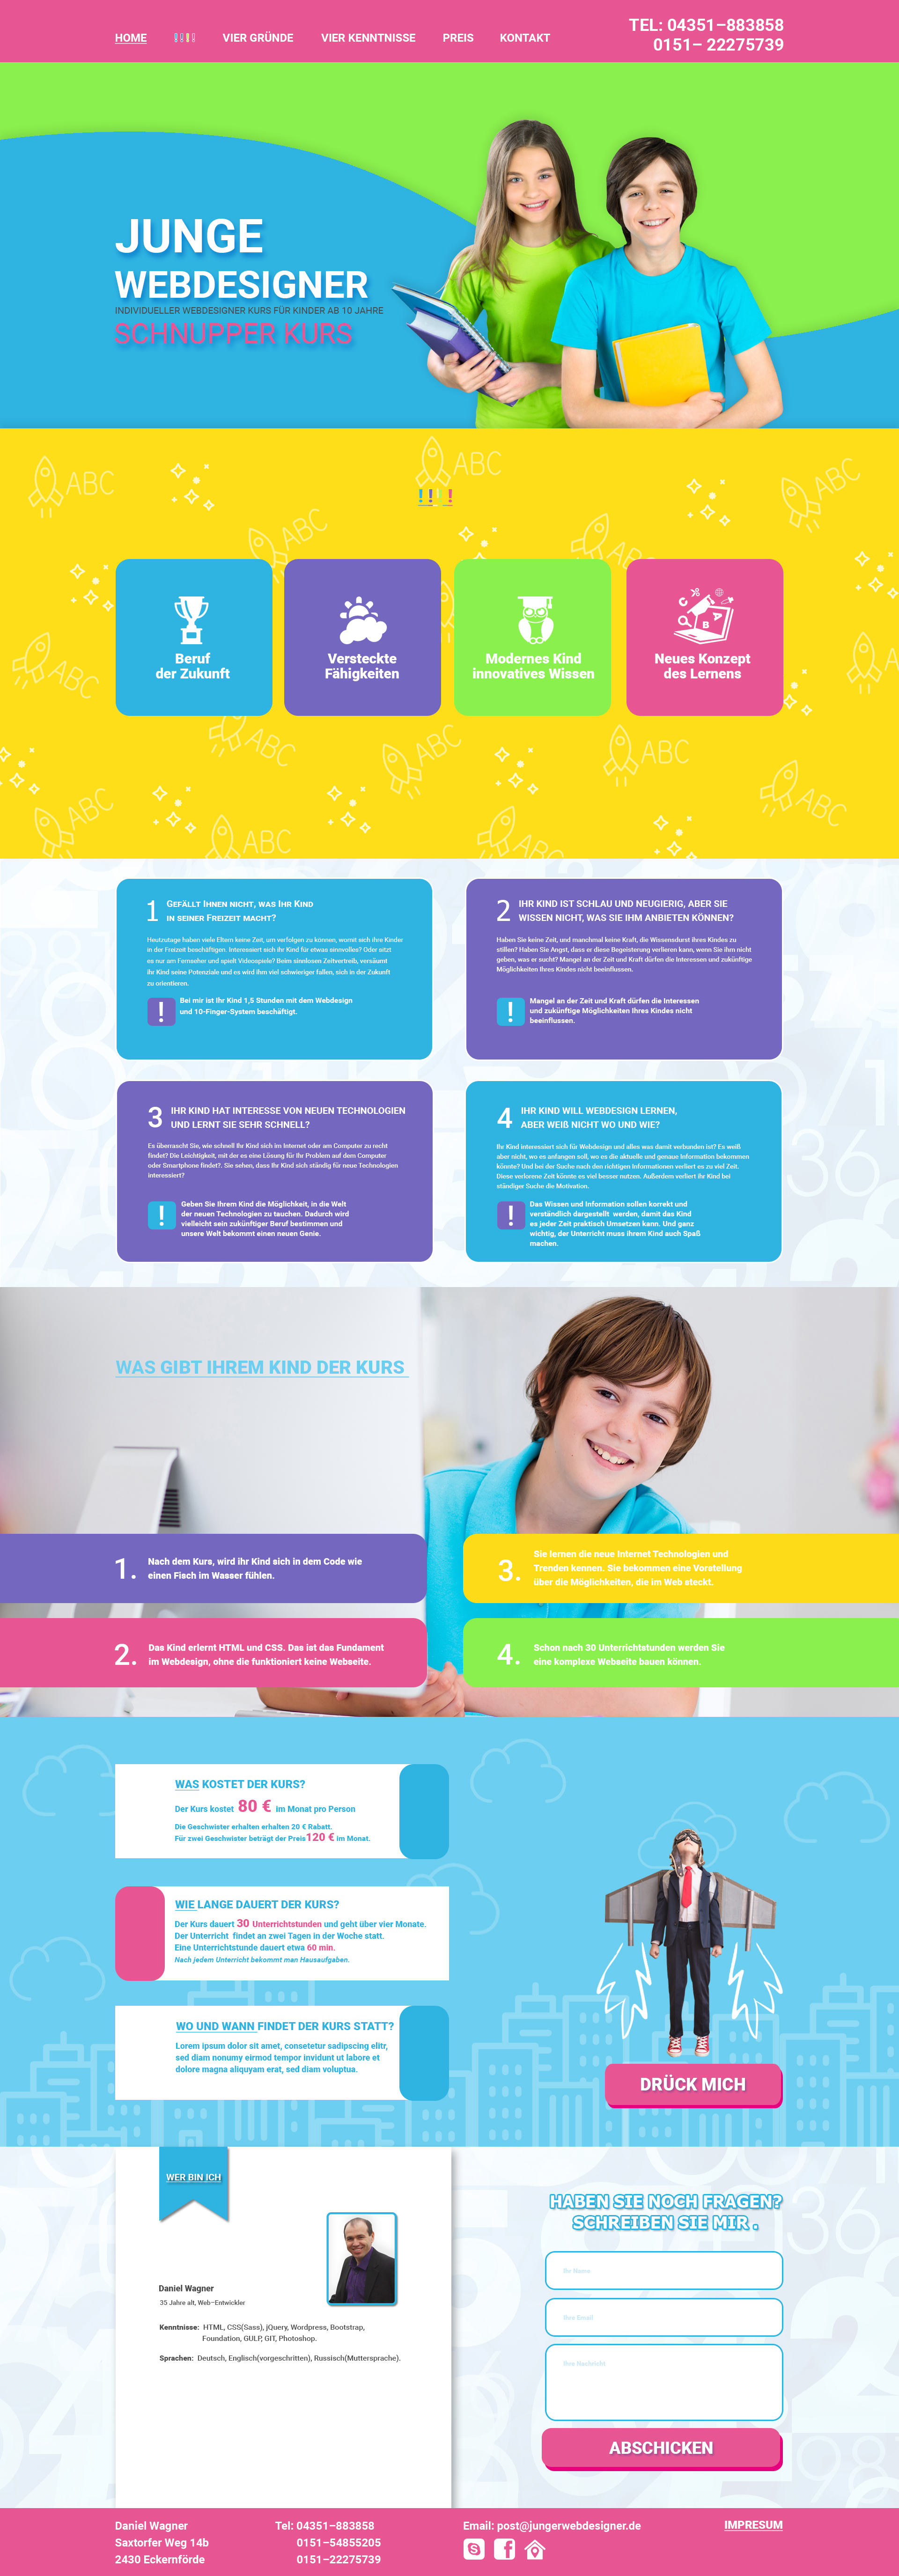 HOME
! ! ! !
VIER GRÜNDE
VIER KENNTNISSE
PREIS
KONTAKT
TEL: 04351–883858
0151– 22275739
JUNGE
WEBDESIGNER
INDIVIDUELLER WEBDESIGNER KURS FÜR KINDER AB 10 JAHRE
SCHNUPPER KURS
! ! ! !
ABC
ABC
ABC
ABC
ABC
ABC
ABC
ABC
ABC
ABC
ABC
ABC
ABC
Beruf
der Zukunft
Versteckte
Fähigkeiten
Modernes Kind
innovatives Wissen
Neues Konzept
des Lernens
1 Gefällt Ihnen nicht, was Ihr Kind
in seiner Freizeit macht?
Heutzutage haben viele Eltern keine Zeit, um verfolgen zu können, womit sich ihre Kinder
in der Freizeit beschäftigen. Interessiert sich ihr Kind für etwas sinnvolles? Oder sitzt
es nur am Fernseher und spielt Videospiele? Beim sinnlosen Zeitvertreib, versäumt
Ihr Kind seine Potenziale und es wird ihm viel schwieriger fallen, sich in der Zukunft
zu orientieren.
! Bei mir ist Ihr Kind 1,5 Stunden mit dem Webdesign
und 10-Finger-System beschäftigt.
2 IHR KIND IST SCHLAU UND NEUGIERIG, ABER SIE
WISSEN NICHT, WAS SIE IHM ANBIETEN KÖNNEN?
Haben Sie keine Zeit, und manchmal keine Kraft, die Wissensdurst Ihres Kindes zu
stillen? Haben Sie Angst, dass er diese Begeisterung verlieren kann, wenn Sie ihm nicht
geben, was er sucht? Mangel an der Zeit und Kraft dürfen die Interessen und zukünftige
Möglichkeiten Ihres Kindes nicht beeinflussen.
! Mangel an der Zeit und Kraft dürfen die Interessen
und zukünftige Möglichkeiten Ihres Kindes nicht
beeinflussen.
3 IHR KIND HAT INTERESSE VON NEUEN TECHNOLOGIEN
UND LERNT SIE SEHR SCHNELL?
Es überrascht Sie, wie schnell Ihr Kind sich im Internet oder am Computer zu recht
findet? Die Leichtigkeit, mit der es eine Lösung für Ihr Problem auf dem Computer
oder Smartphone findet?. Sie sehen, dass Ihr Kind sich ständig für neue Technologien
interessiert?
! Geben Sie Ihrem Kind die Möglichkeit, in die Welt
der neuen Technologien zu tauchen. Dadurch wird
vielleicht sein zukünftiger Beruf bestimmen und
unsere Welt bekommt einen neuen Genie.
4 IHR KIND WILL WEBDESIGN LERNEN,
ABER WEIß NICHT WO UND WIE?
Ihr Kind interessiert sich für Webdesign und alles was damit verbunden ist? Es weiß
aber nicht, wo es anfangen soll, wo es die aktuelle und genaue Information bekommen
könnte? Und bei der Suche nach den richtigen Informationen verliert es zu viel Zeit.
Diese verlorene Zeit könnte es viel besser nutzen. Außerdem verliert Ihr Kind bei
ständiger Suche die Motivation.
! Das Wissen und Information sollen korrekt und
verständlich dargestellt werden, damit das Kind
es jeder Zeit praktisch Umsetzen kann. Und ganz
wichtig, der Unterricht muss ihrem Kind auch Spaß
machen.
WAS GIBT IHREM KIND DER KURS
1. Nach dem Kurs, wird ihr Kind sich in dem Code wie
einen Fisch im Wasser fühlen.
3. Sie lernen die neue Internet Technologien und
Trenden kennen. Sie bekommen eine Vorstellung
über die Möglichkeiten, die im Web steckt.
2. Das Kind erlernt HTML und CSS. Das ist das Fundament
im Webdesign, ohne die funktioniert keine Webseite.
4. Schon nach 30 Unterrichtstunden werden Sie
eine komplexe Webseite bauen können.
WAS KOSTET DER KURS?
Der Kurs kostet 80 € im Monat pro Person
Die Geschwister erhalten erhalten 20 € Rabatt.
Für zwei Geschwister beträgt der Preis 120 € im Monat.
WIE LANGE DAUERT DER KURS?
Der Kurs dauert 30 Unterrichtstunden und geht über vier Monate.
Der Unterricht findet an zwei Tagen in der Woche statt.
Eine Unterrichtstunde dauert etwa 60 min.
Nach jedem Unterricht bekommt man Hausaufgaben.
WO UND WANN FINDET DER KURS STATT?
Lorem ipsum dolor sit amet, consetetur sadipscing elitr,
sed diam nonumy eirmod tempor invidunt ut labore et
dolore magna aliquyam erat, sed diam voluptua.
DRÜCK MICH
WER BIN ICH
Daniel Wagner
35 Jahre alt, Web–Entwickler
Kenntnisse: HTML, CSS(Sass), jQuery, Wordpress, Bootstrap,
Foundation, GULP, GIT, Photoshop.
Sprachen: Deutsch, Englisch(vorgeschritten), Russisch(Muttersprache).
HABEN SIE NOCH FRAGEN?
SCHREIBEN SIE MIR .
Ihr Name
Ihre Email
Ihre Nachricht
ABSCHICKEN
Daniel Wagner
Saxtorfer Weg 14b
2430 Eckernförde
Tel: 04351–883858
0151–54855205
0151–22275739
Email: post@jungerwebdesigner.de
IMPRESUM